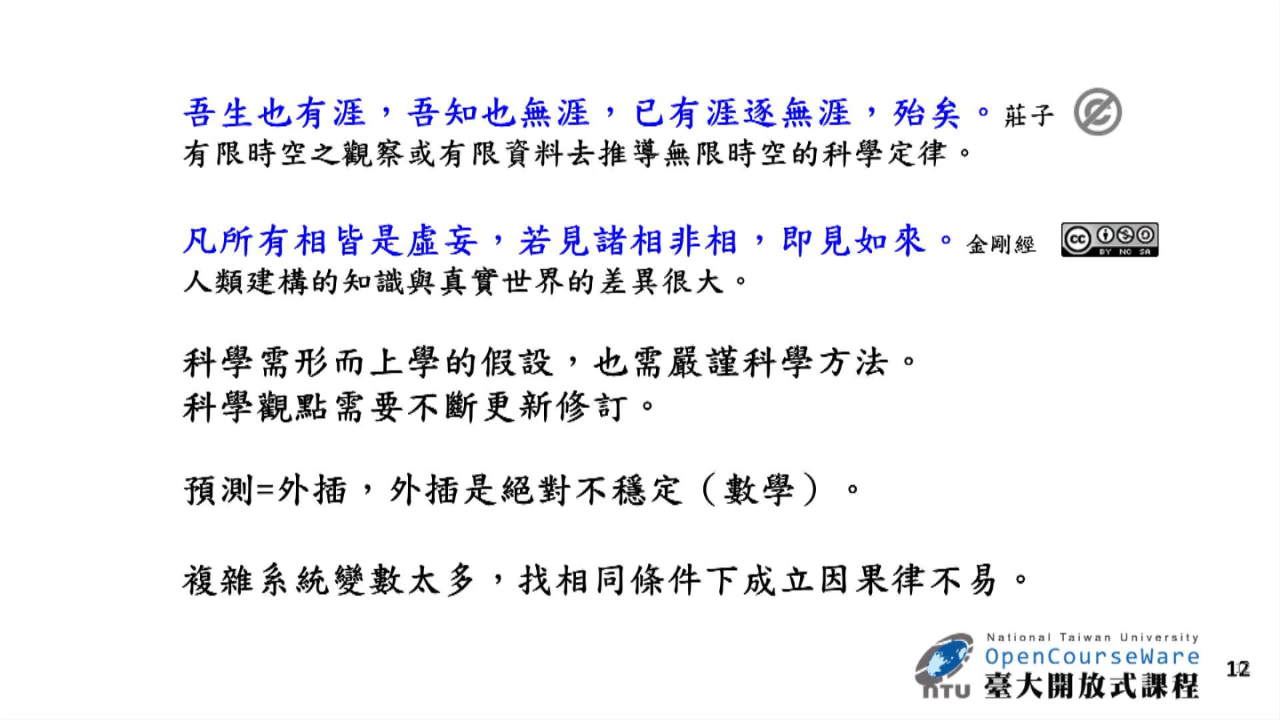 吾生也有涯，吾知也無涯，已有涯逐無涯，殆矣。莊子
有限時空之觀察或有限資料去推導無限時空的科學定律。
凡所有相皆是虛妄，若見諸相非相，即見如來。金剛經
cc BY NC SA
人類建構的知識與真實世界的差異很大。
科學需形而上學的假設，也需嚴謹科學方法。
科學觀點需要不斷更新修訂。
預測=外插，外插是絕對不穩定（數學）。
複雜系統變數太多，找相同條件下成立因果律不易。
National Taiwan University
OpenCourseWare
NTU 臺大開放式課程
12